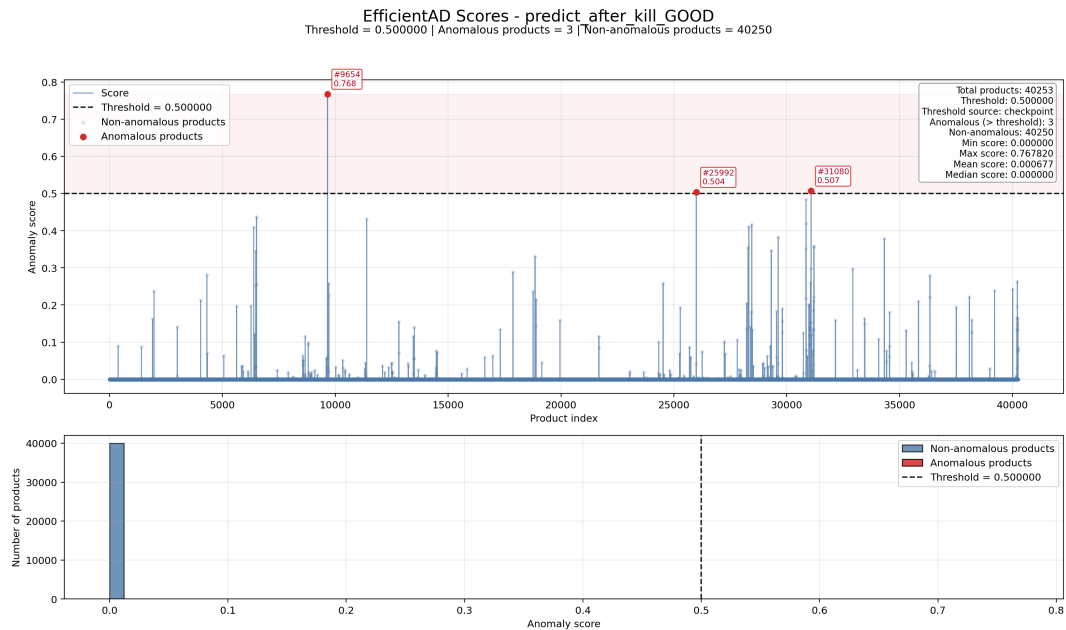 EfficientAD Scores - predict_after_kill_GOOD
Threshold = 0.500000 | Anomalous products = 3 | Non-anomalous products = 40250
Anomaly score
0.8
0.7
0.6
0.5
0.4
0.3
0.2
0.1
0.0
Score
Threshold = 0.500000
Non-anomalous products
Anomalous products
#9654
0.768
#25992
0.504
#31080
0.507
Total products: 40253
Threshold: 0.500000
Threshold source: checkpoint
Anomalous (> threshold): 3
Non-anomalous: 40250
Min score: 0.000000
Max score: 0.767820
Mean score: 0.000677
Median score: 0.000000
0 5000 10000 15000 20000 25000 30000 35000 40000
Product index
Number of products
40000
30000
20000
10000
0
Non-anomalous products
Anomalous products
Threshold = 0.500000
0.0 0.1 0.2 0.3 0.4 0.5 0.6 0.7 0.8
Anomaly score